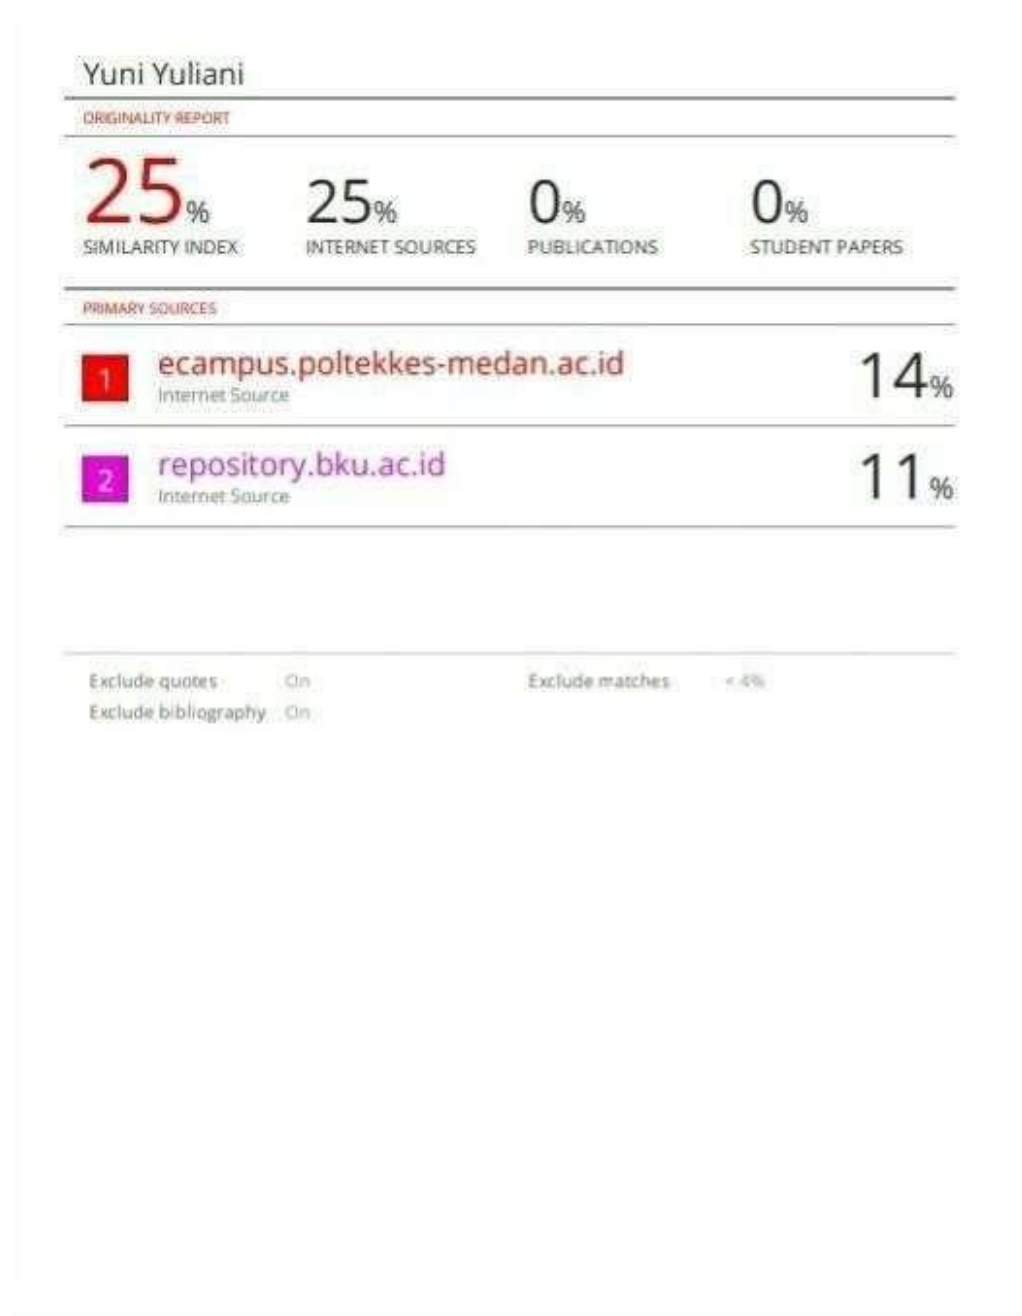 Yuni Yuliani
ORIGINALITY REPORT
25%
SIMILARITY INDEX
25%
INTERNET SOURCES
0%
PUBLICATIONS
0%
STUDENT PAPERS
PRIMARY SOURCES
1 ecampus.poltekkes-medan.ac.id 14%
Internet Source
2 repository.bku.ac.id 11%
Internet Source
Exclude quotes On
Exclude bibliography On
Exclude matches < 4%